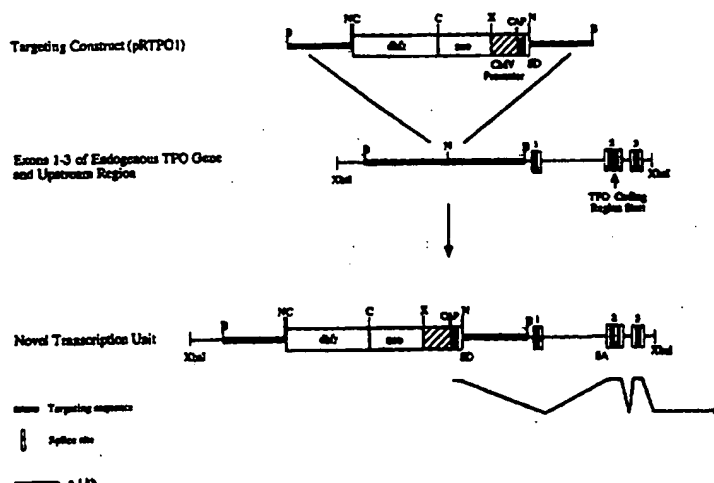 NC C X CAP N
B B
Targeting Construct (pRTPO1)
dhfr neo
CMV SD
Promoter
Exons 1-3 of Endogenous TPO Gene
and Upstream Region
B N B 1 2 3
XbaI XbaI
TPO Coding
Region Start
Novel Transcription Unit
B NC C X CAP N B 1 2 3
dhfr neo
XbaI SD SA XbaI
Targeting sequence
Splice site